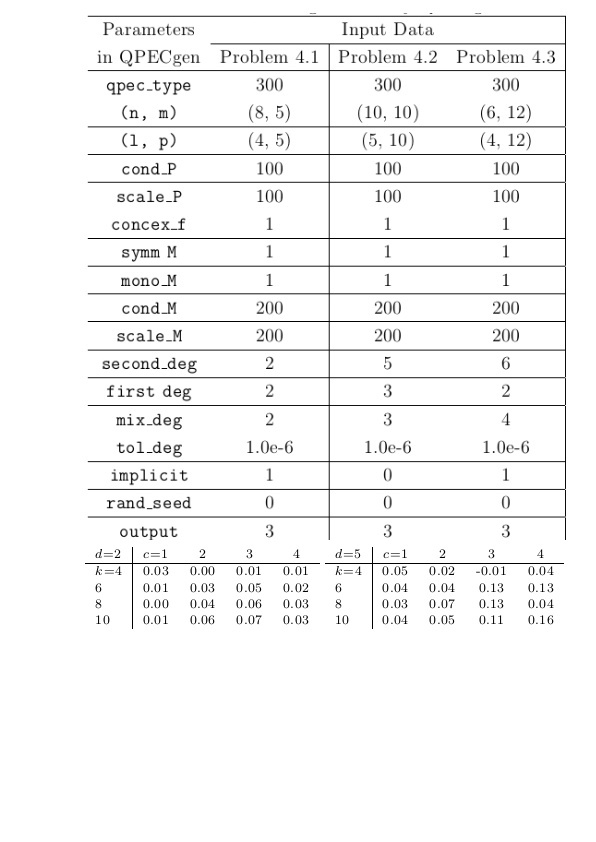 Parameters Input Data
in QPECgen Problem 4.1 Problem 4.2 Problem 4.3
qpec_type 300 300 300
(n, m) (8, 5) (10, 10) (6, 12)
(l, p) (4, 5) (5, 10) (4, 12)
cond_P 100 100 100
scale_P 100 100 100
concex_f 1 1 1
symm M 1 1 1
mono_M 1 1 1
cond_M 200 200 200
scale_M 200 200 200
second_deg 2 5 6
first deg 2 3 2
mix_deg 2 3 4
tol_deg 1.0e-6 1.0e-6 1.0e-6
implicit 1 0 1
rand_seed 0 0 0
output 3 3 3
d=2 c=1 2 3 4 d=5 c=1 2 3 4
k=4 0.03 0.00 0.01 0.01 k=4 0.05 0.02 -0.01 0.04
6 0.01 0.03 0.05 0.02 6 0.04 0.04 0.13 0.13
8 0.00 0.04 0.06 0.03 8 0.03 0.07 0.13 0.04
10 0.01 0.06 0.07 0.03 10 0.04 0.05 0.11 0.16